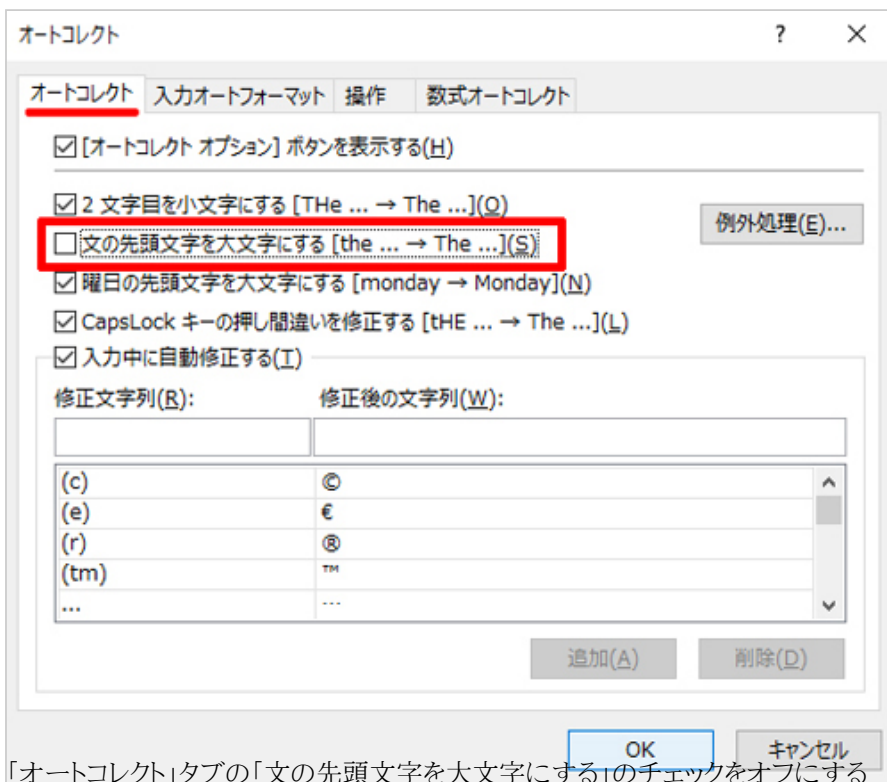 オートコレクト ? ×
オートコレクト 入力オートフォーマット 操作 数式オートコレクト
[オートコレクト オプション] ボタンを表示する(H)
2 文字目を小文字にする [THe ... → The ...](O)
例外処理(E)...
文の先頭文字を大文字にする [the ... → The ...](S)
曜日の先頭文字を大文字にする [monday → Monday](N)
CapsLock キーの押し間違いを修正する [tHE ... → The ...](L)
入力中に自動修正する(T)
修正文字列(R): 修正後の文字列(W):
(c) ©
(e) €
(r) ®
(tm) ™
... …
追加(A) 削除(D)
OK キャンセル
「オートコレクト」タブの「文の先頭文字を大文字にする」のチェックをオフにする